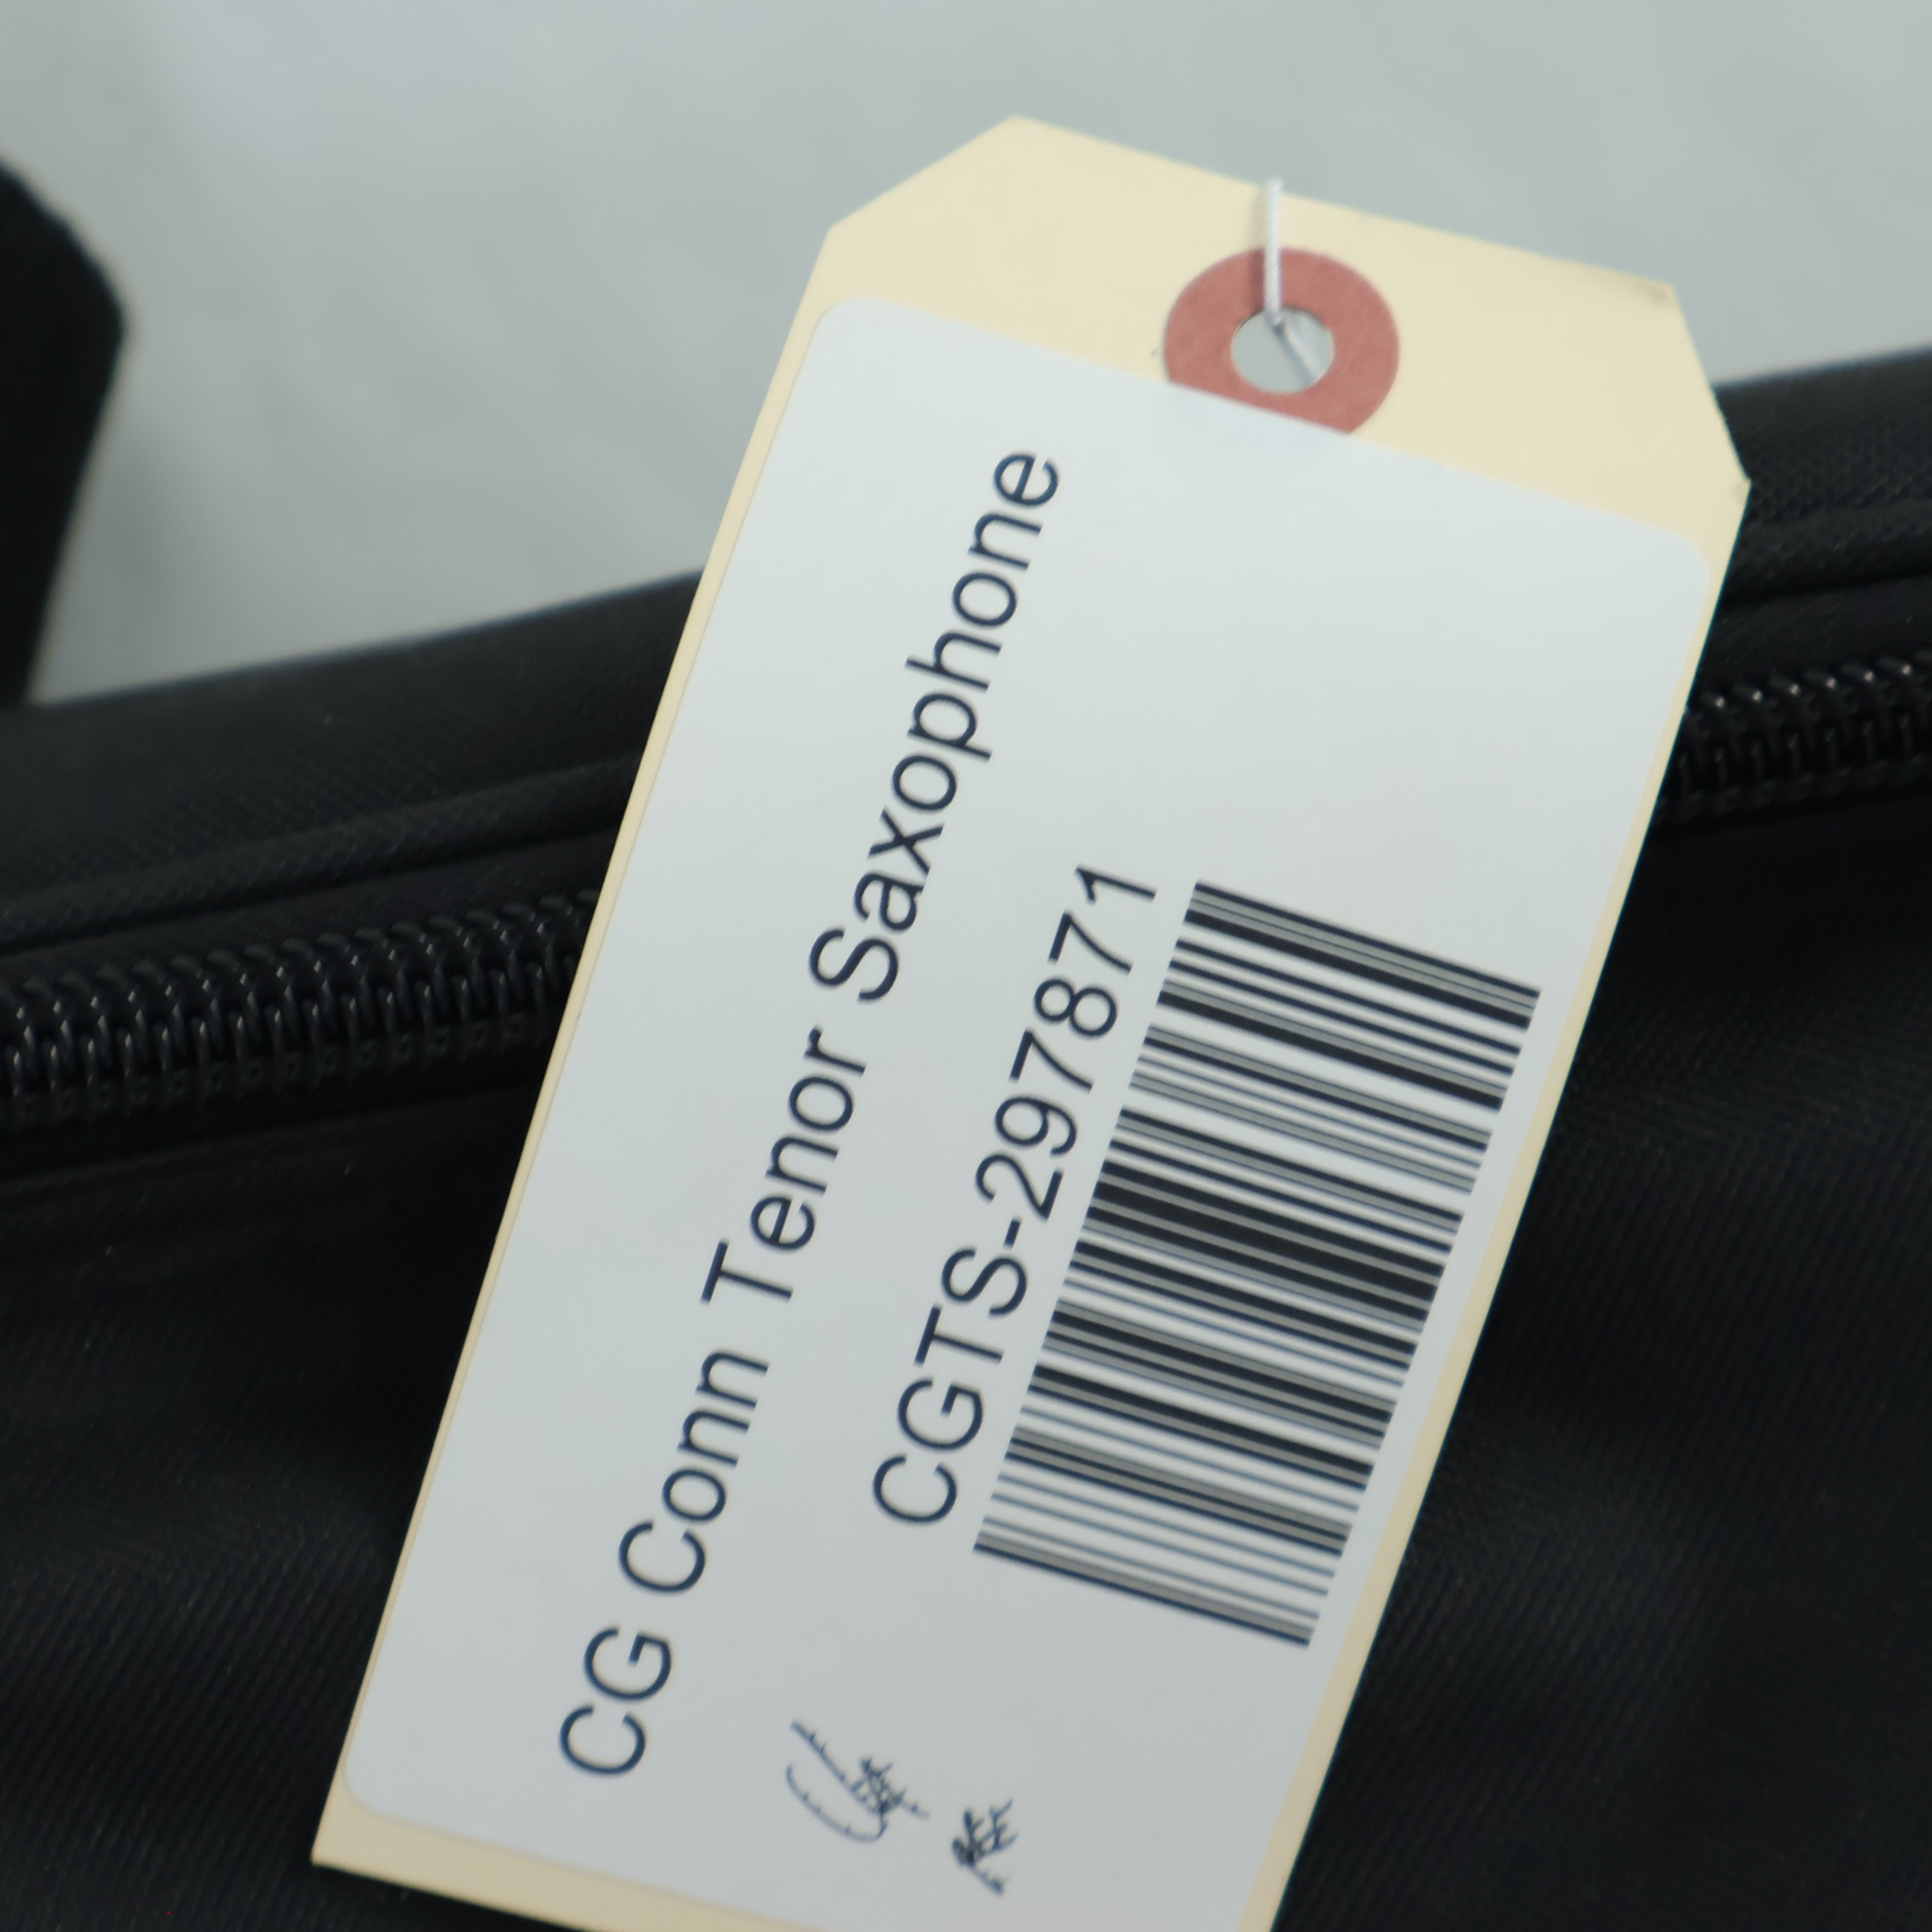 CG Conn Tenor Saxophone
CGTS-297871